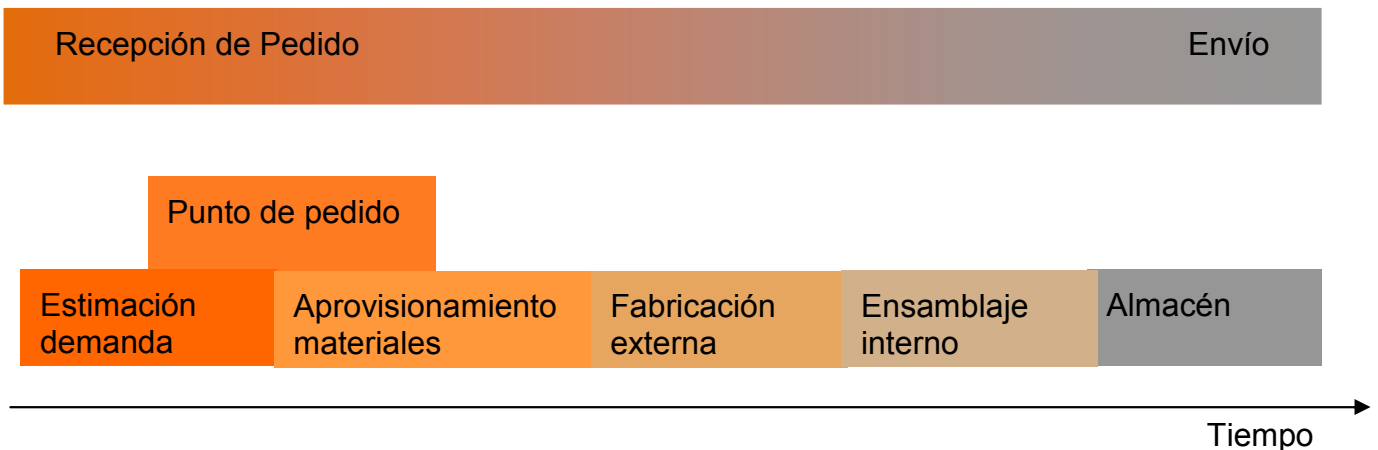 Recepción de Pedido
Envío
Punto de pedido
Estimación
demanda
Aprovisionamiento
materiales
Fabricación
externa
Ensamblaje
interno
Almacén
Tiempo